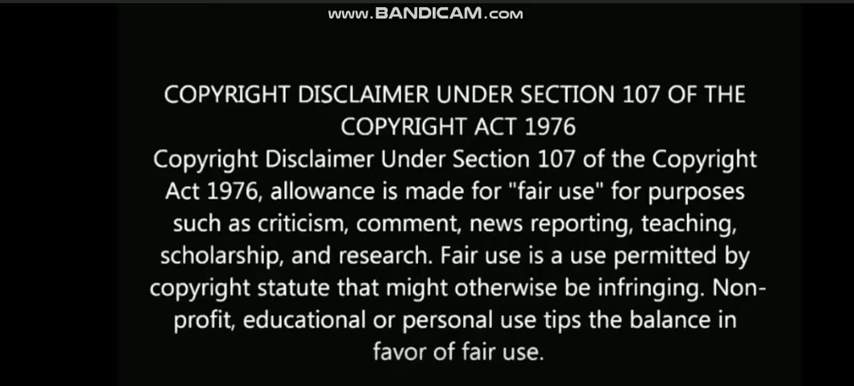 www.BANDICAM.com
COPYRIGHT DISCLAIMER UNDER SECTION 107 OF THE
COPYRIGHT ACT 1976
Copyright Disclaimer Under Section 107 of the Copyright
Act 1976, allowance is made for "fair use" for purposes
such as criticism, comment, news reporting, teaching,
scholarship, and research. Fair use is a use permitted by
copyright statute that might otherwise be infringing. Non-
profit, educational or personal use tips the balance in
favor of fair use.